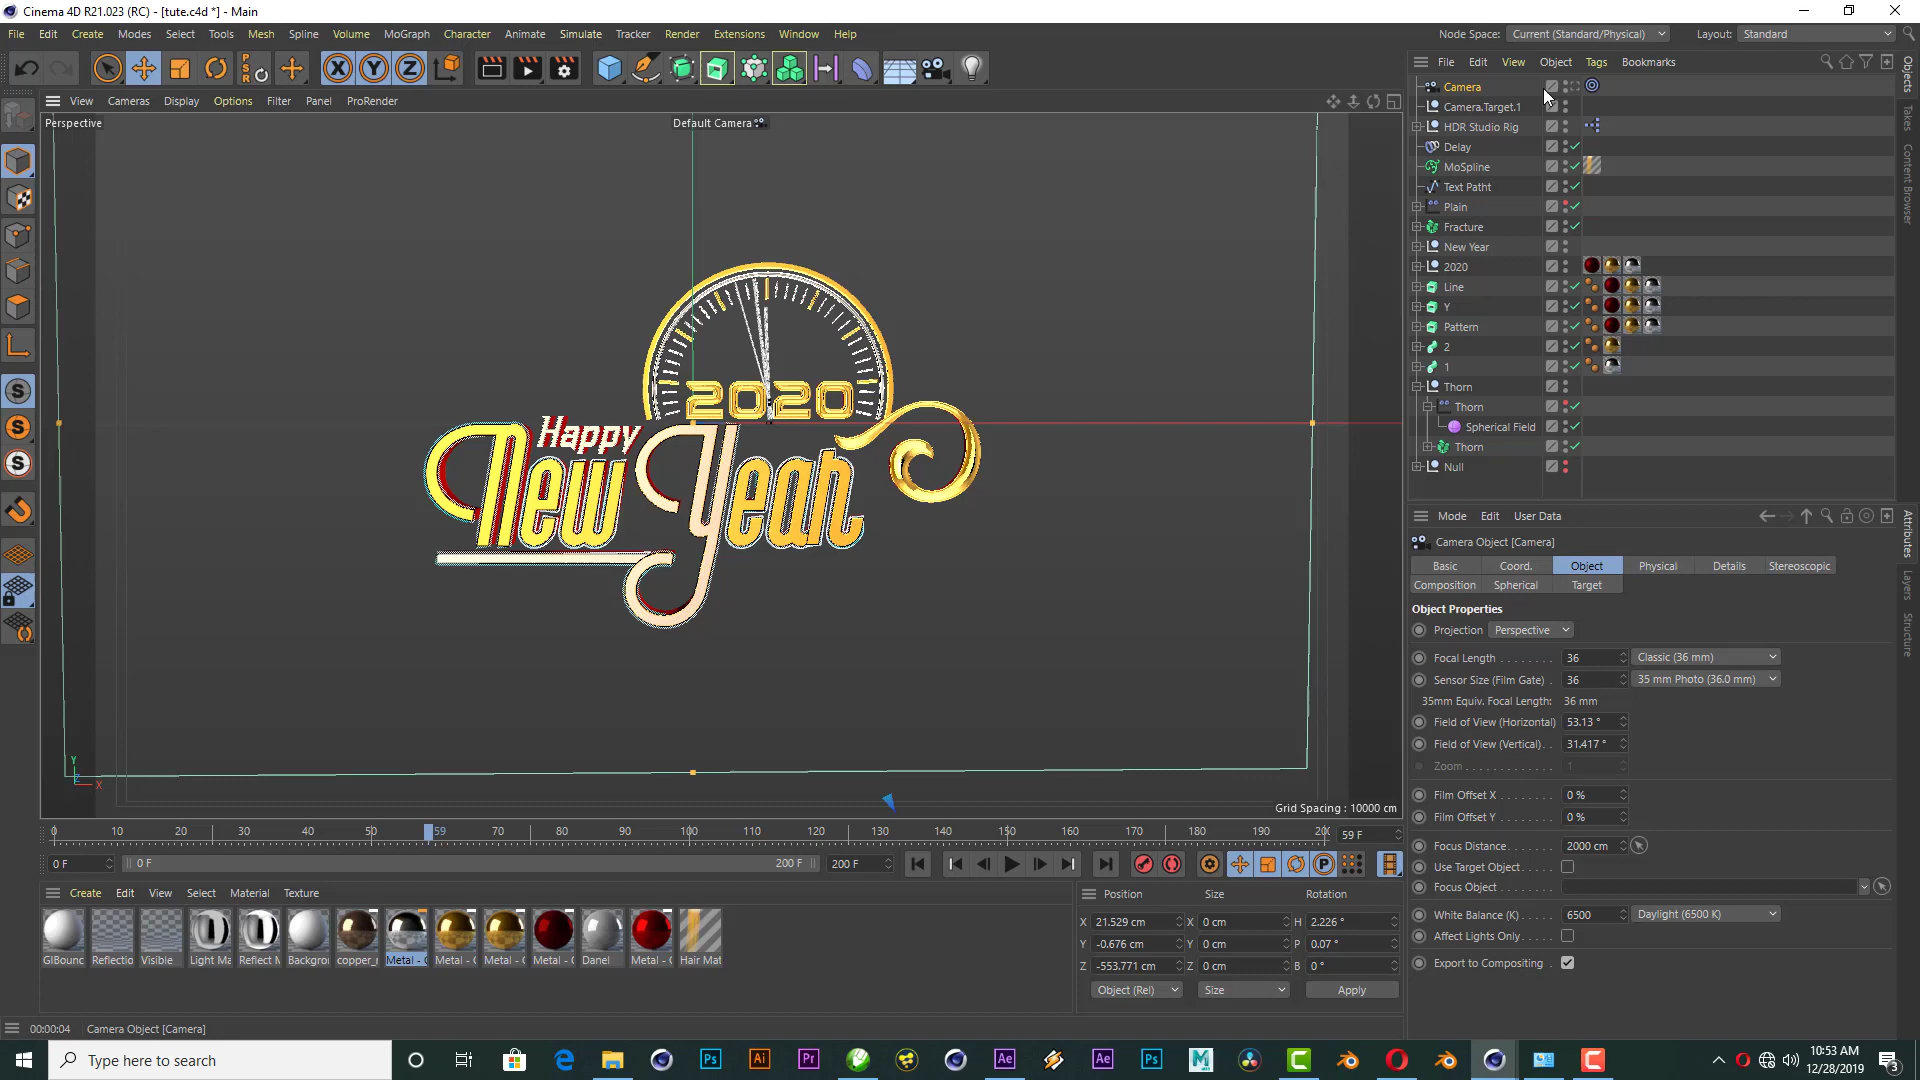 Cinema 4D R21.023 (RC) - [tute.c4d *] - Main
File Edit Create Modes Select Tools Mesh Spline Volume MoGraph Character Animate Simulate Tracker Render Extensions Window Help
Node Space: Current (Standard/Physical) Layout: Standard
File Edit View Object Tags Bookmarks
View Cameras Display Options Filter Panel ProRender
Perspective
Default Camera
Camera
Camera.Target.1
HDR Studio Rig
Delay
MoSpline
Text Patht
Plain
Fracture
New Year
2020
Line
Y
Pattern
2
1
Thorn
Thorn
Spherical Field
Thorn
Null
Objects
Takes
Content Browser
2020
Happy
New Year
Y
Z X
Grid Spacing : 10000 cm
Mode Edit User Data
Camera Object [Camera]
Basic Coord. Object Physical Details Stereoscopic
Composition Spherical Target
Object Properties
Projection Perspective
Focal Length . . . . . . . . 36 Classic (36 mm)
Sensor Size (Film Gate) . 36 35 mm Photo (36.0 mm)
35mm Equiv. Focal Length: 36 mm
Field of View (Horizontal) 53.13 °
Field of View (Vertical) . . 31.417 °
Zoom . . . . . . . . . . . . . 1
Film Offset X . . . . . . . . 0 %
Film Offset Y . . . . . . . . 0 %
Focus Distance. . . . . . . 2000 cm
Use Target Object. . . . .
Focus Object . . . . . . . .
White Balance (K) . . . . . 6500 Daylight (6500 K)
Affect Lights Only. . . . .
Export to Compositing .
Attributes
Layers
Structure
0 10 20 30 40 50 59 70 80 90 100 110 120 130 140 150 160 170 180 190 20 59 F
0 F 0 F 200 F 200 F
Create Edit View Select Material Texture
GIBounc Reflectio Visible Light Ma Reflect M Backgro copper_r Metal - C Metal - C Metal - C Metal - C Danel Metal - C Hair Mat
Position Size Rotation
X 21.529 cm X 0 cm H 2.226 °
Y -0.676 cm Y 0 cm P 0.07 °
Z -553.771 cm Z 0 cm B 0 °
Object (Rel) Size Apply
00:00:04 Camera Object [Camera]
Type here to search
10:53 AM
12/28/2019
3